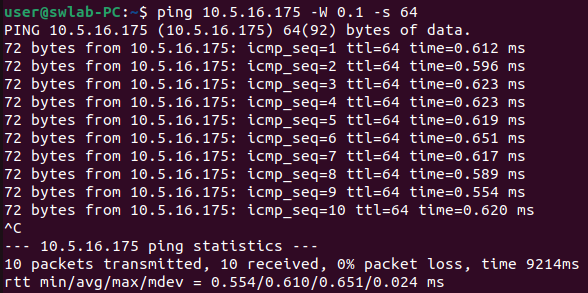 user@swlab-PC:~$ ping 10.5.16.175 -W 0.1 -s 64
PING 10.5.16.175 (10.5.16.175) 64(92) bytes of data.
72 bytes from 10.5.16.175: icmp_seq=1 ttl=64 time=0.612 ms
72 bytes from 10.5.16.175: icmp_seq=2 ttl=64 time=0.596 ms
72 bytes from 10.5.16.175: icmp_seq=3 ttl=64 time=0.623 ms
72 bytes from 10.5.16.175: icmp_seq=4 ttl=64 time=0.623 ms
72 bytes from 10.5.16.175: icmp_seq=5 ttl=64 time=0.619 ms
72 bytes from 10.5.16.175: icmp_seq=6 ttl=64 time=0.651 ms
72 bytes from 10.5.16.175: icmp_seq=7 ttl=64 time=0.617 ms
72 bytes from 10.5.16.175: icmp_seq=8 ttl=64 time=0.589 ms
72 bytes from 10.5.16.175: icmp_seq=9 ttl=64 time=0.554 ms
72 bytes from 10.5.16.175: icmp_seq=10 ttl=64 time=0.620 ms
^C
--- 10.5.16.175 ping statistics ---
10 packets transmitted, 10 received, 0% packet loss, time 9214ms
rtt min/avg/max/mdev = 0.554/0.610/0.651/0.024 ms